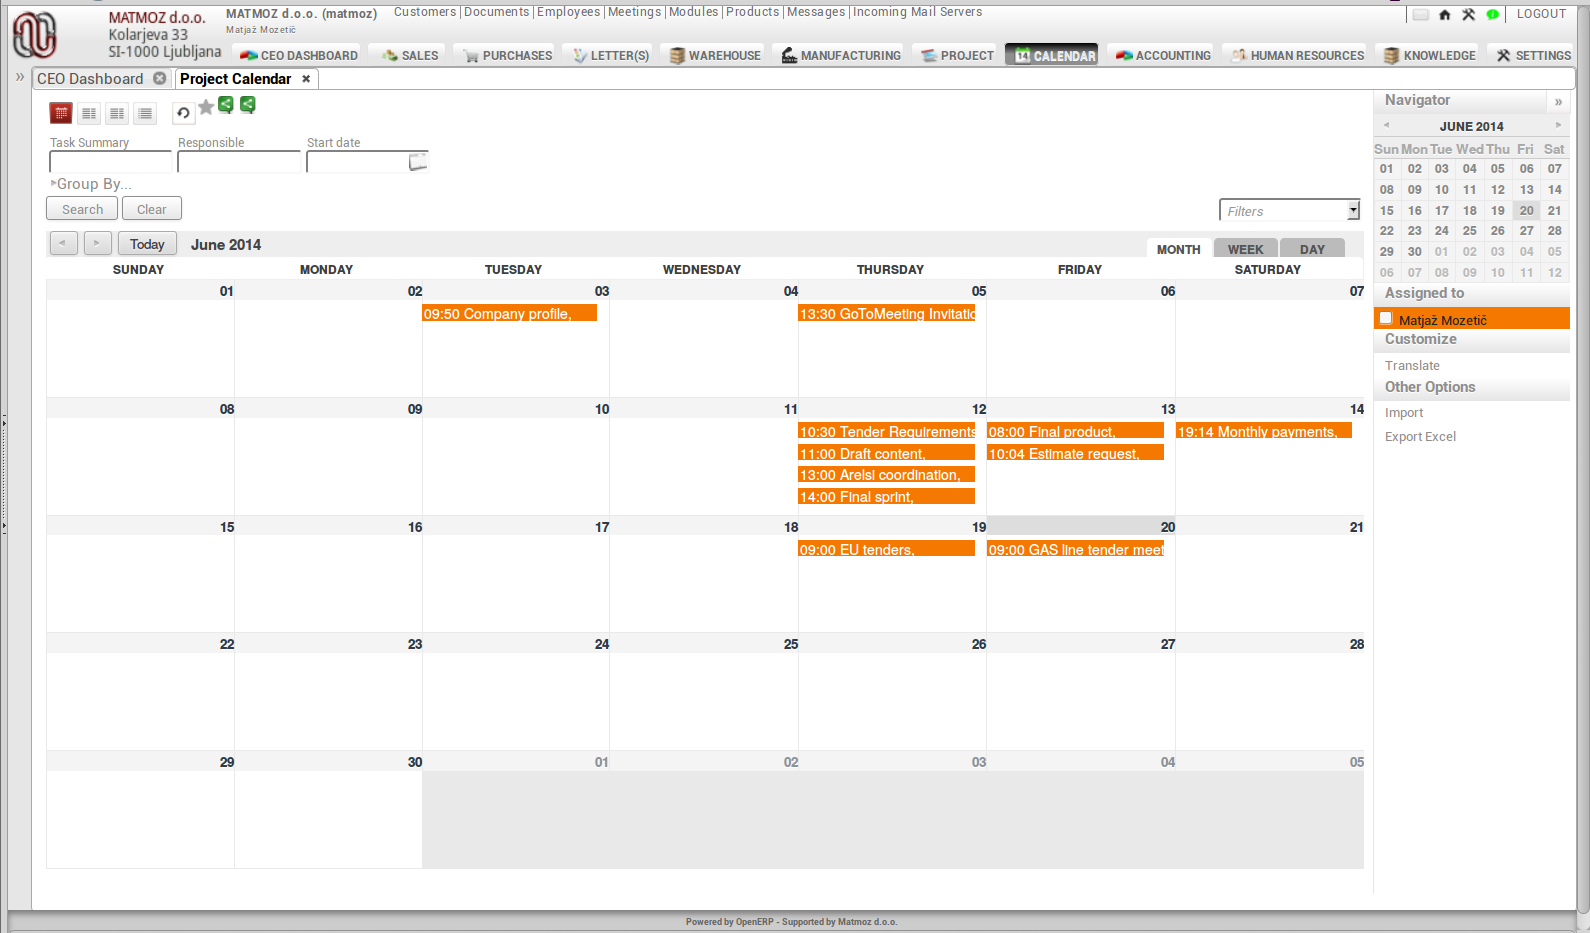 MATMOZ d.o.o.
Kolarjeva 33
SI-1000 Ljubljana
MATMOZ d.o.o. (matmoz)
Matjaž Mozetič
Customers | Documents | Employees | Meetings | Modules | Products | Messages | Incoming Mail Servers
LOGOUT
CEO DASHBOARD SALES PURCHASES LETTER(S) WAREHOUSE MANUFACTURING PROJECT CALENDAR ACCOUNTING HUMAN RESOURCES KNOWLEDGE SETTINGS
» CEO Dashboard Project Calendar
Task Summary Responsible Start date
Group By...
Search Clear
Filters
Today June 2014
MONTH WEEK DAY
SUNDAY MONDAY TUESDAY WEDNESDAY THURSDAY FRIDAY SATURDAY
01 02 03 04 05 06 07
09:50 Company profile, 13:30 GoToMeeting Invitatic
08 09 10 11 12 13 14
10:30 Tender Requirements 08:00 Final product, 19:14 Monthly payments,
11:00 Draft content, 10:04 Estimate request,
13:00 Arelsi coordination,
14:00 Final sprint,
15 16 17 18 19 20 21
09:00 EU tenders, 09:00 GAS line tender meet
22 23 24 25 26 27 28
29 30 01 02 03 04 05
Navigator »
JUNE 2014
Sun Mon Tue Wed Thu Fri Sat
01 02 03 04 05 06 07
08 09 10 11 12 13 14
15 16 17 18 19 20 21
22 23 24 25 26 27 28
29 30 01 02 03 04 05
06 07 08 09 10 11 12
Assigned to
Matjaž Mozetič
Customize
Translate
Other Options
Import
Export Excel
Powered by OpenERP - Supported by Matmoz d.o.o.